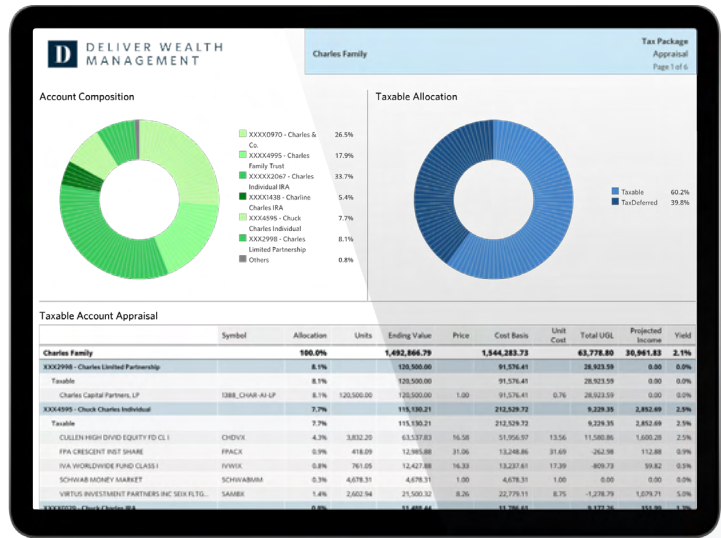 D DELIVER WEALTH
MANAGEMENT
Charles Family
Tax Package
Appraisal
Page 1 of 6
Account Composition
XXXX0970 - Charles & Co. 26.5%
XXXX4995 - Charles Family Trust 17.9%
XXXXX2067 - Charles Individual IRA 33.7%
XXXX1438 - Charline Charles IRA 5.4%
XXX4595 - Chuck Charles Individual 7.7%
XXX2998 - Charles Limited Partnership 8.1%
Others 0.8%
Taxable Allocation
Taxable 60.2%
TaxDeferred 39.8%
Taxable Account Appraisal
Symbol Allocation Units Ending Value Price Cost Basis Unit Cost Total UGL Projected Income Yield
Charles Family 100.0% 1,492,866.79 1,544,283.73 63,778.80 30,961.83 2.1%
XXX2998 - Charles Limited Partnership 8.1% 120,500.00 91,576.41 28,923.59 0.00 0.0%
Taxable 8.1% 120,500.00 91,576.41 28,923.59 0.00 0.0%
Charles Capital Partners, LP 1388_CHAR-AI-LP 8.1% 120,500.00 120,500.00 1.00 91,576.41 0.76 28,923.59 0.00 0.0%
XXX4595 - Chuck Charles Individual 7.7% 115,130.21 212,529.72 9,229.35 2,852.69 2.5%
Taxable 7.7% 115,130.21 212,529.72 9,229.35 2,852.69 2.5%
CULLEN HIGH DIVID EQUITY FD CL I CHDVX 4.3% 3,832.20 63,537.83 16.58 51,956.97 13.56 11,580.86 1,600.28 2.5%
FPA CRESCENT INST SHARE FPACX 0.9% 418.09 12,985.88 31.06 13,248.86 31.69 -262.98 112.88 0.9%
IVA WORLDWIDE FUND CLASS I IVWIX 0.8% 761.05 12,427.88 16.33 13,237.61 17.39 -809.73 59.82 0.5%
SCHWAB MONEY MARKET SCHWABMM 0.3% 4,678.31 4,678.31 1.00 4,678.31 1.00 0.00 0.00 0.0%
VIRTUS INVESTMENT PARTNERS INC SEIX FLTG... SAMBX 1.4% 2,602.94 21,500.32 8.26 22,779.11 8.75 -1,278.79 1,079.71 5.0%